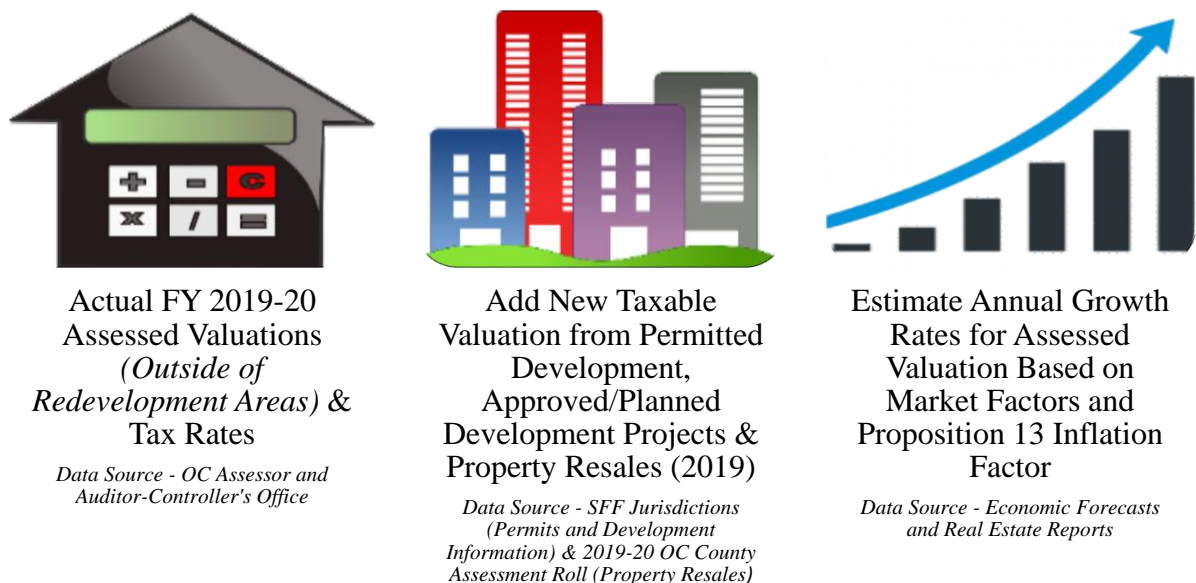 + - C
x / =
Actual FY 2019-20
Assessed Valuations
(Outside of
Redevelopment Areas) &
Tax Rates
Data Source - OC Assessor and
Auditor-Controller's Office
Add New Taxable
Valuation from Permitted
Development,
Approved/Planned
Development Projects &
Property Resales (2019)
Data Source - SFF Jurisdictions
(Permits and Development
Information) & 2019-20 OC County
Assessment Roll (Property Resales)
Estimate Annual Growth
Rates for Assessed
Valuation Based on
Market Factors and
Proposition 13 Inflation
Factor
Data Source - Economic Forecasts
and Real Estate Reports